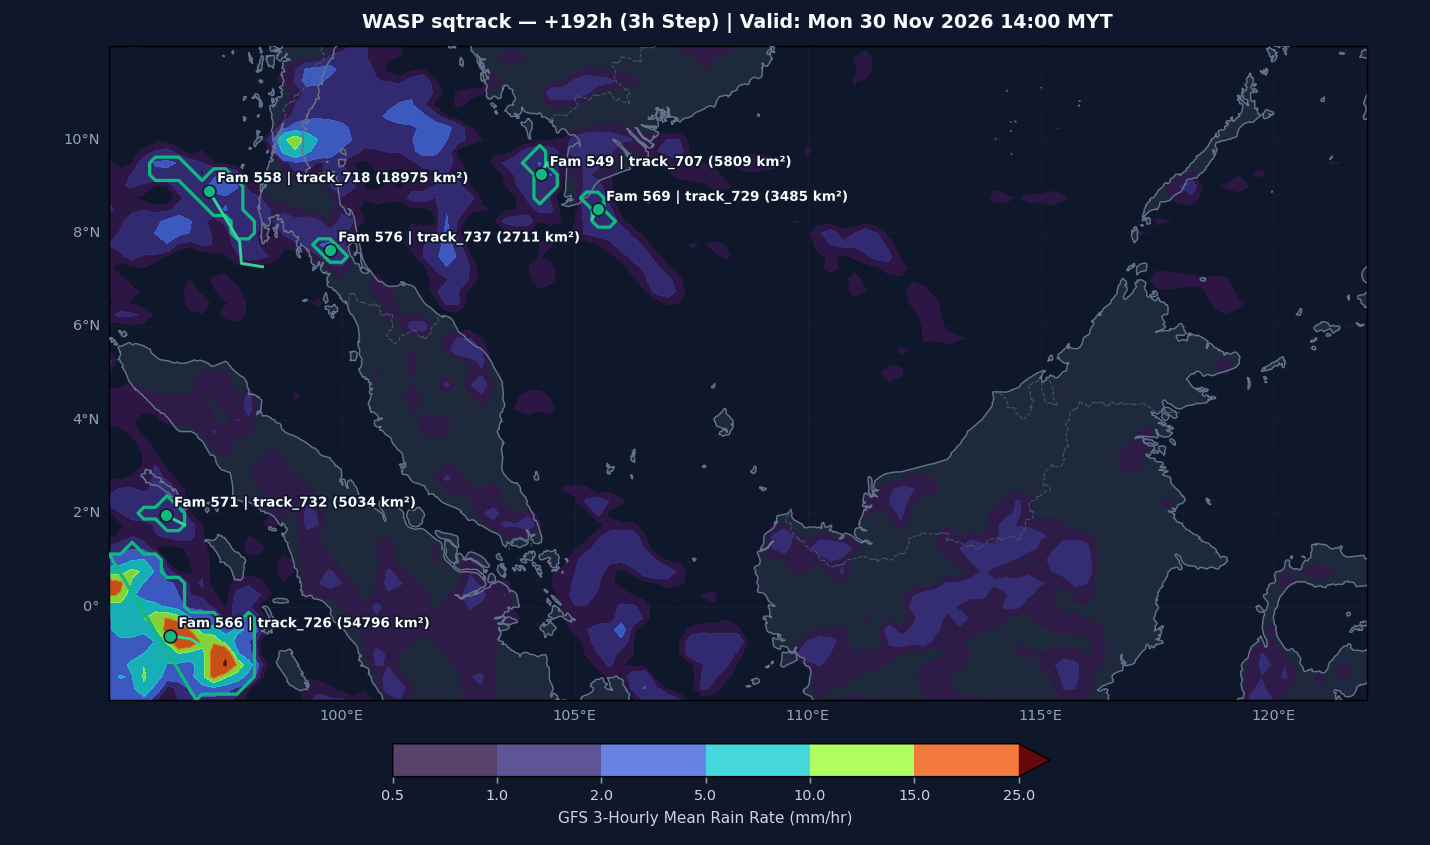 WASP sqtrack — +192h (3h Step) | Valid: Mon 30 Nov 2026 14:00 MYT
10°N
8°N
6°N
4°N
2°N
0°
Fam 549 | track_707 (5809 km²)
Fam 558 | track_718 (18975 km²)
Fam 569 | track_729 (3485 km²)
Fam 576 | track_737 (2711 km²)
Fam 571 | track_732 (5034 km²)
Fam 566 | track_726 (54796 km²)
100°E 105°E 110°E 115°E 120°E
0.5 1.0 2.0 5.0 10.0 15.0 25.0
GFS 3-Hourly Mean Rain Rate (mm/hr)